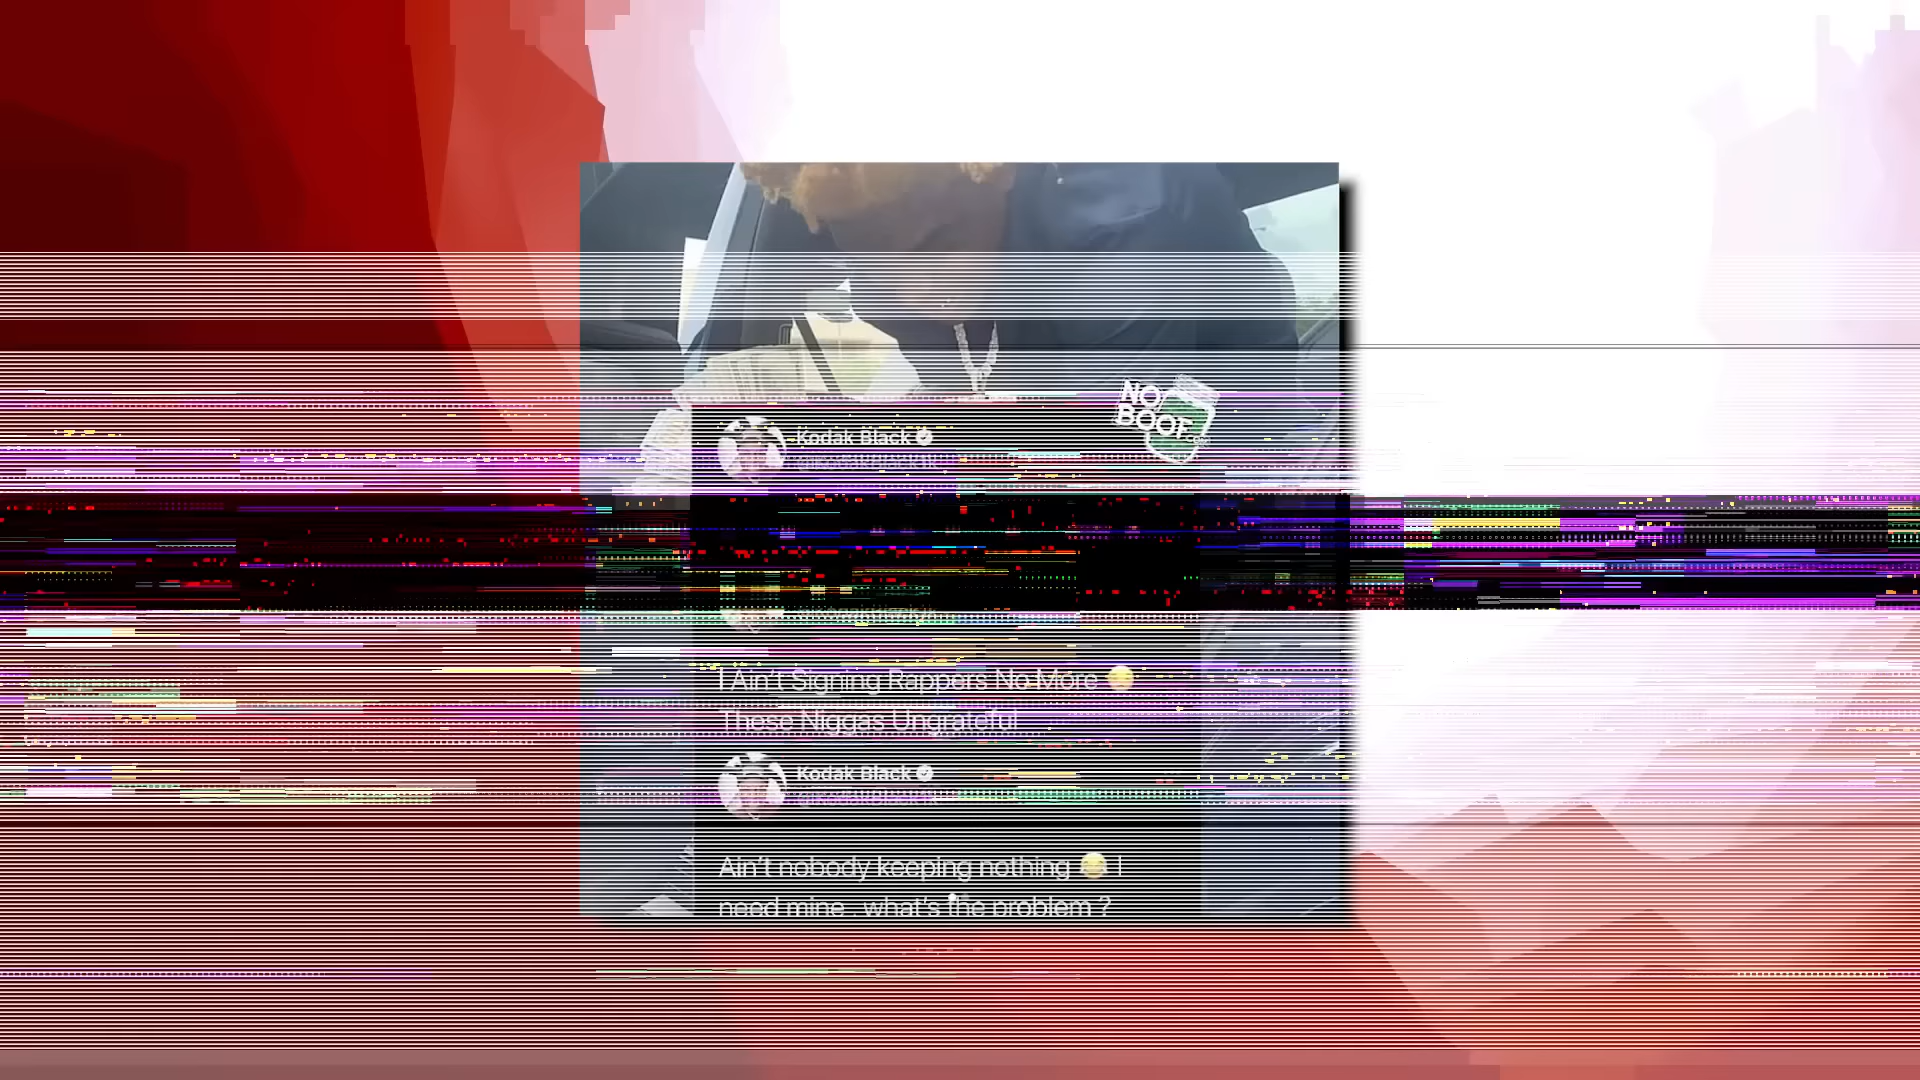 NO
BOOF
Kodak Black
I Ain't Signing Rappers No More 😊
These Niggas Ungrateful
Kodak Black
Ain't nobody keeping nothing 😊 I
need mine . what's the problem ?